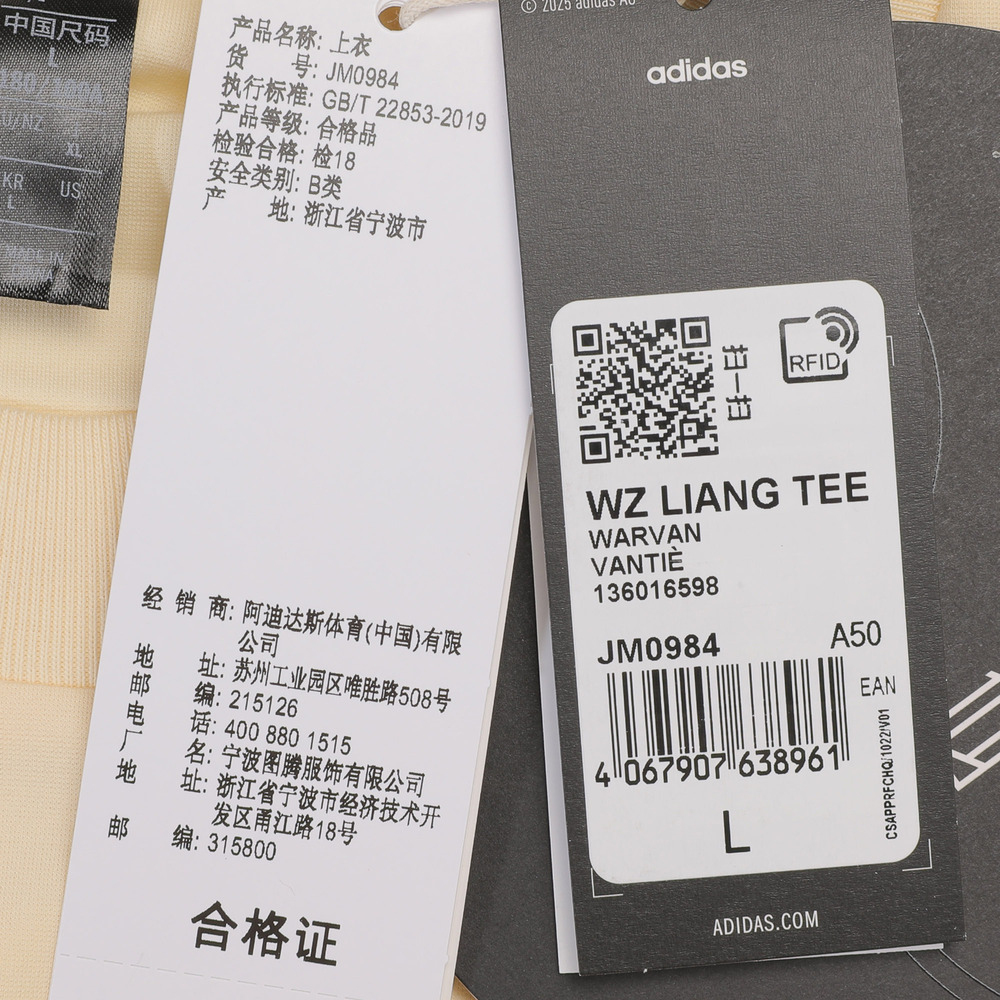 中国尺码
L
KR
L
US
XL
产品名称: 上衣
货 号: JM0984
执行标准: GB/T 22853-2019
产品等级: 合格品
检验合格: 检18
安全类别: B类
产 地: 浙江省宁波市
经 销 商: 阿迪达斯体育(中国)有限
公司
地 址: 苏州工业园区唯胜路508号
邮 编: 215126
电 话: 400 880 1515
厂 名: 宁波图腾服饰有限公司
地 址: 浙江省宁波市经济技术开
发区甬江路18号
邮 编: 315800
合格证
© 2025 adidas AG
adidas
扫一扫
RFID
WZ LIANG TEE
WARVAN
VANTIÈ
136016598
JM0984
A50
EAN
4 067907 638961
CSAPPRFCHQ/1022/V01
L
ADIDAS.COM